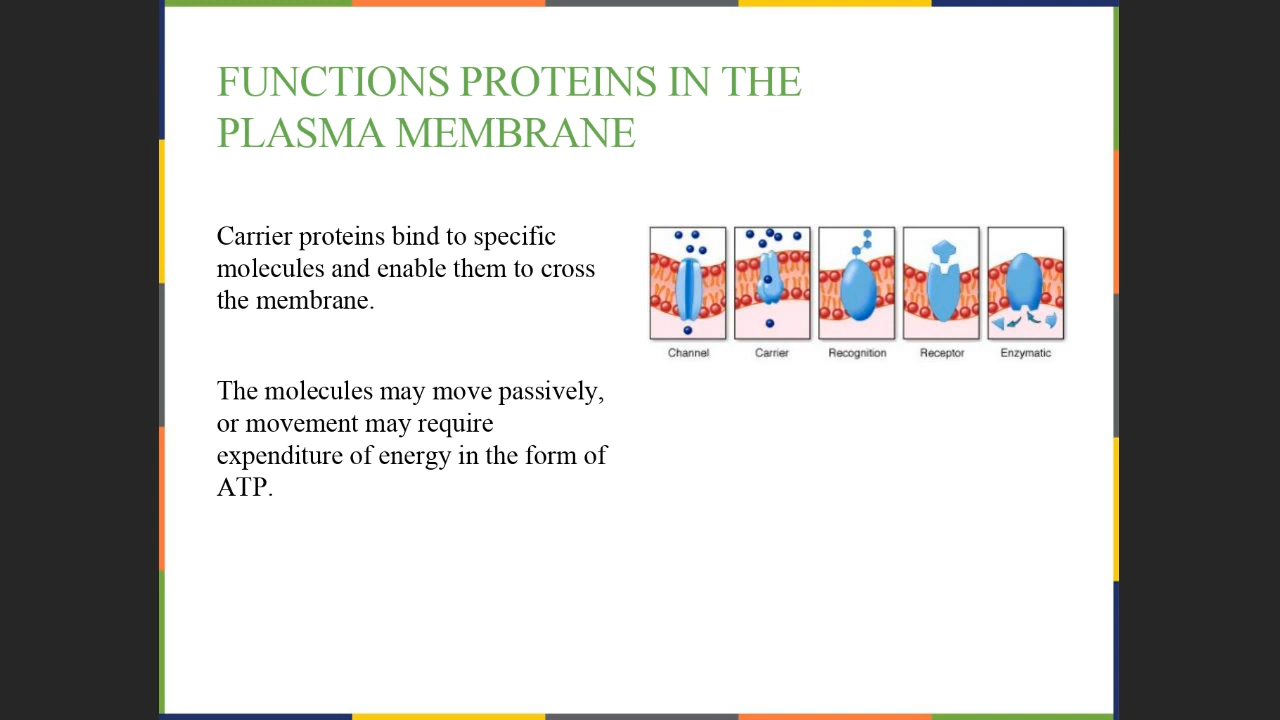 FUNCTIONS PROTEINS IN THE
PLASMA MEMBRANE
Carrier proteins bind to specific
molecules and enable them to cross
the membrane.
The molecules may move passively,
or movement may require
expenditure of energy in the form of
ATP.
Channel Carrier Recognition Receptor Enzymatic